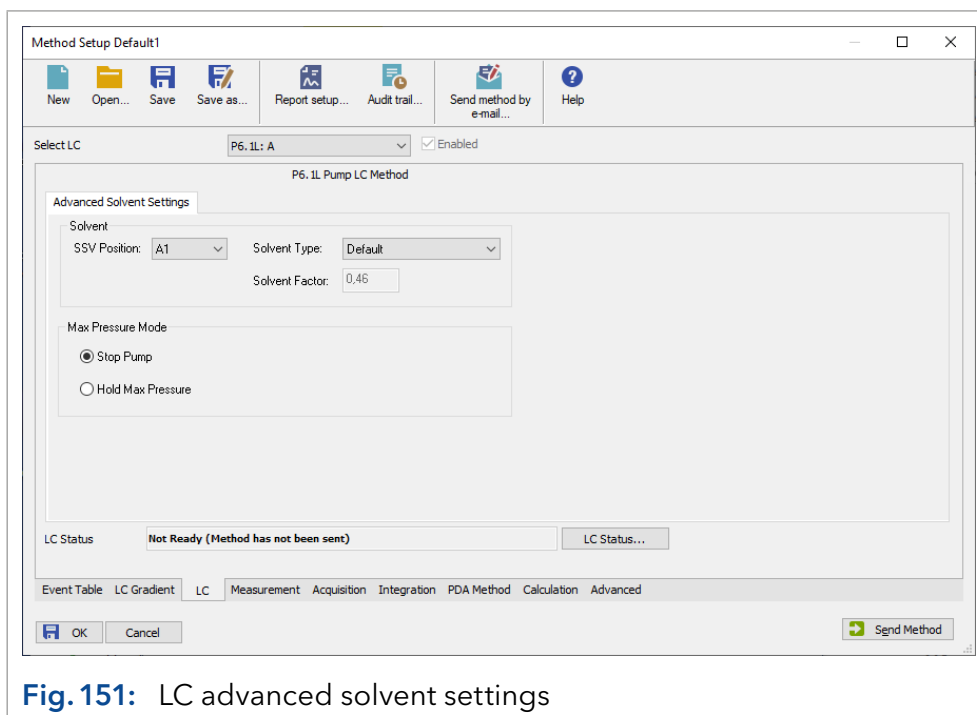 Method Setup Default1
New Open... Save Save as... Report setup... Audit trail... Send method by e-mail... Help
Select LC P6.1L: A Enabled
P6.1L Pump LC Method
Advanced Solvent Settings
Solvent
SSV Position: A1 Solvent Type: Default
Solvent Factor: 0,46
Max Pressure Mode
Stop Pump
Hold Max Pressure
LC Status Not Ready (Method has not been sent) LC Status...
Event Table LC Gradient LC Measurement Acquisition Integration PDA Method Calculation Advanced
OK Cancel Send Method
Fig. 151: LC advanced solvent settings